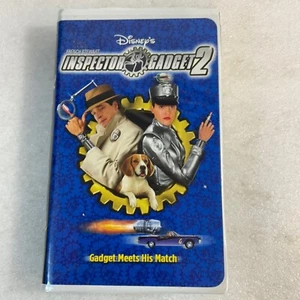 Disney's
INSPECTOR GADGET 2
Gadget Meets His Match